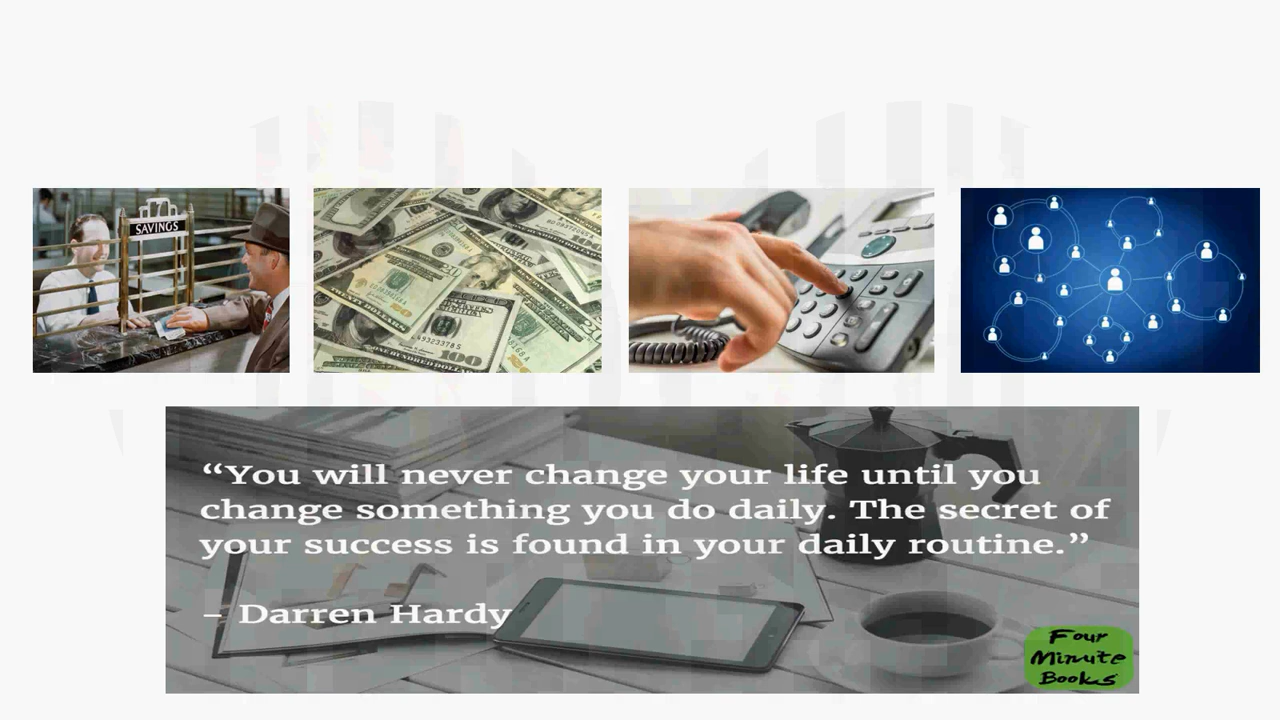 SAVINGS
“You will never change your life until you
change something you do daily. The secret of
your success is found in your daily routine.”
– Darren Hardy
Four
Minute
Books